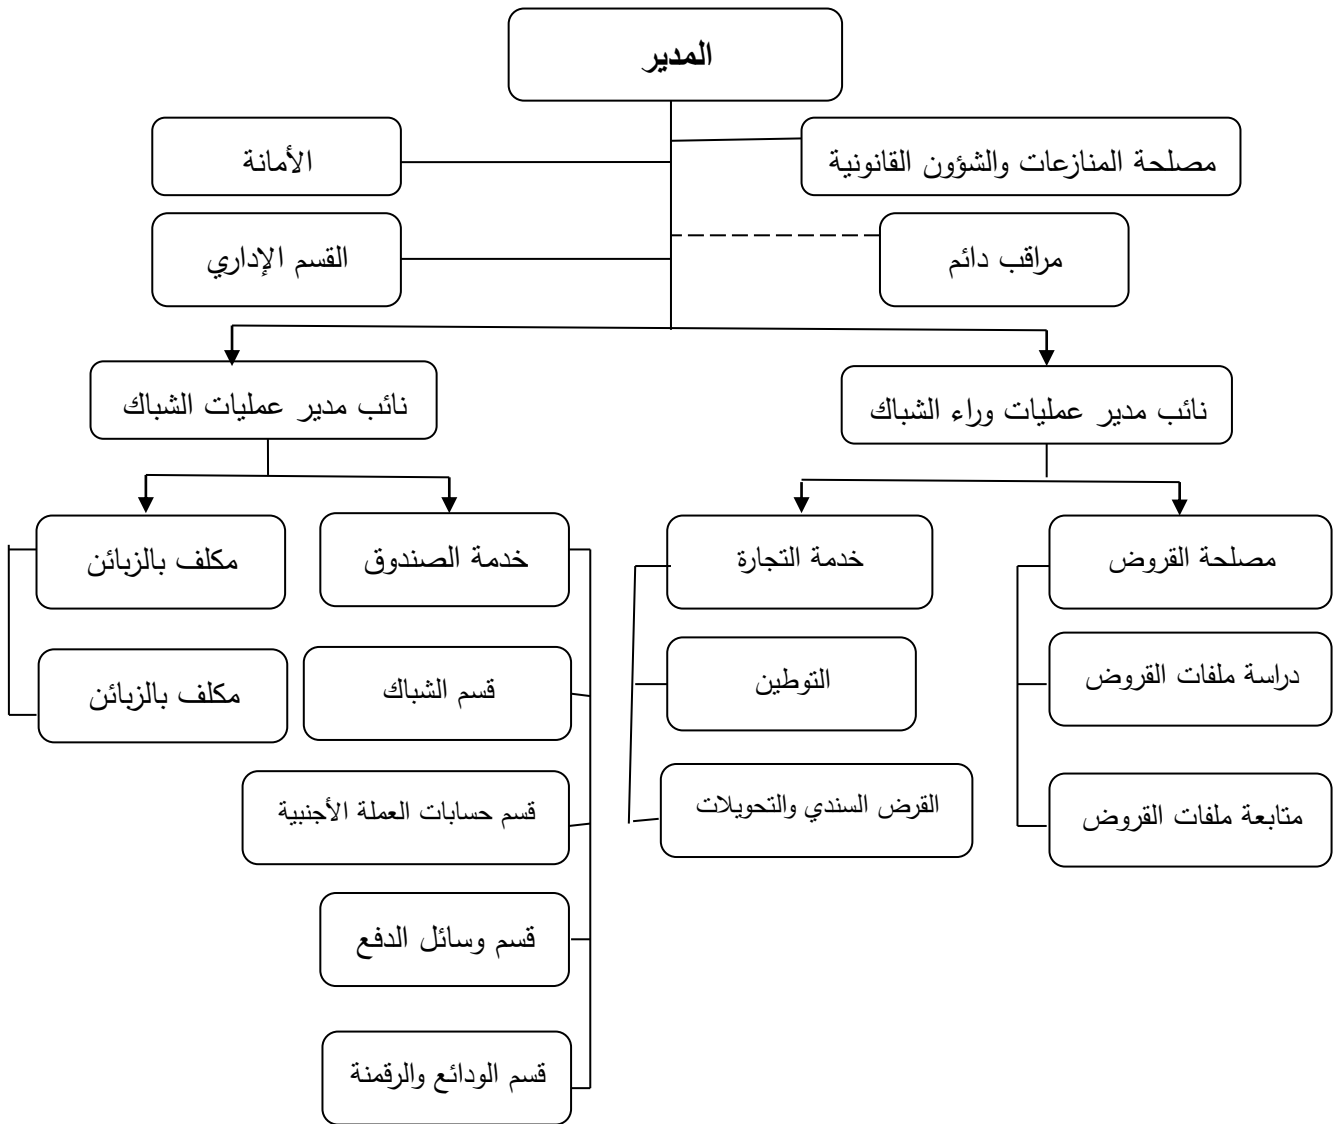 المدير
مصلحة المنازعات والشؤون القانونية
الأمانة
مراقب دائم
القسم الإداري
نائب مدير عمليات وراء الشباك
نائب مدير عمليات الشباك
مصلحة القروض
خدمة التجارة
خدمة الصندوق
مكلف بالزبائن
دراسة ملفات القروض
التوطين
قسم الشباك
مكلف بالزبائن
متابعة ملفات القروض
القرض السندي والتحويلات
قسم حسابات العملة الأجنبية
قسم وسائل الدفع
قسم الودائع والرقمنة